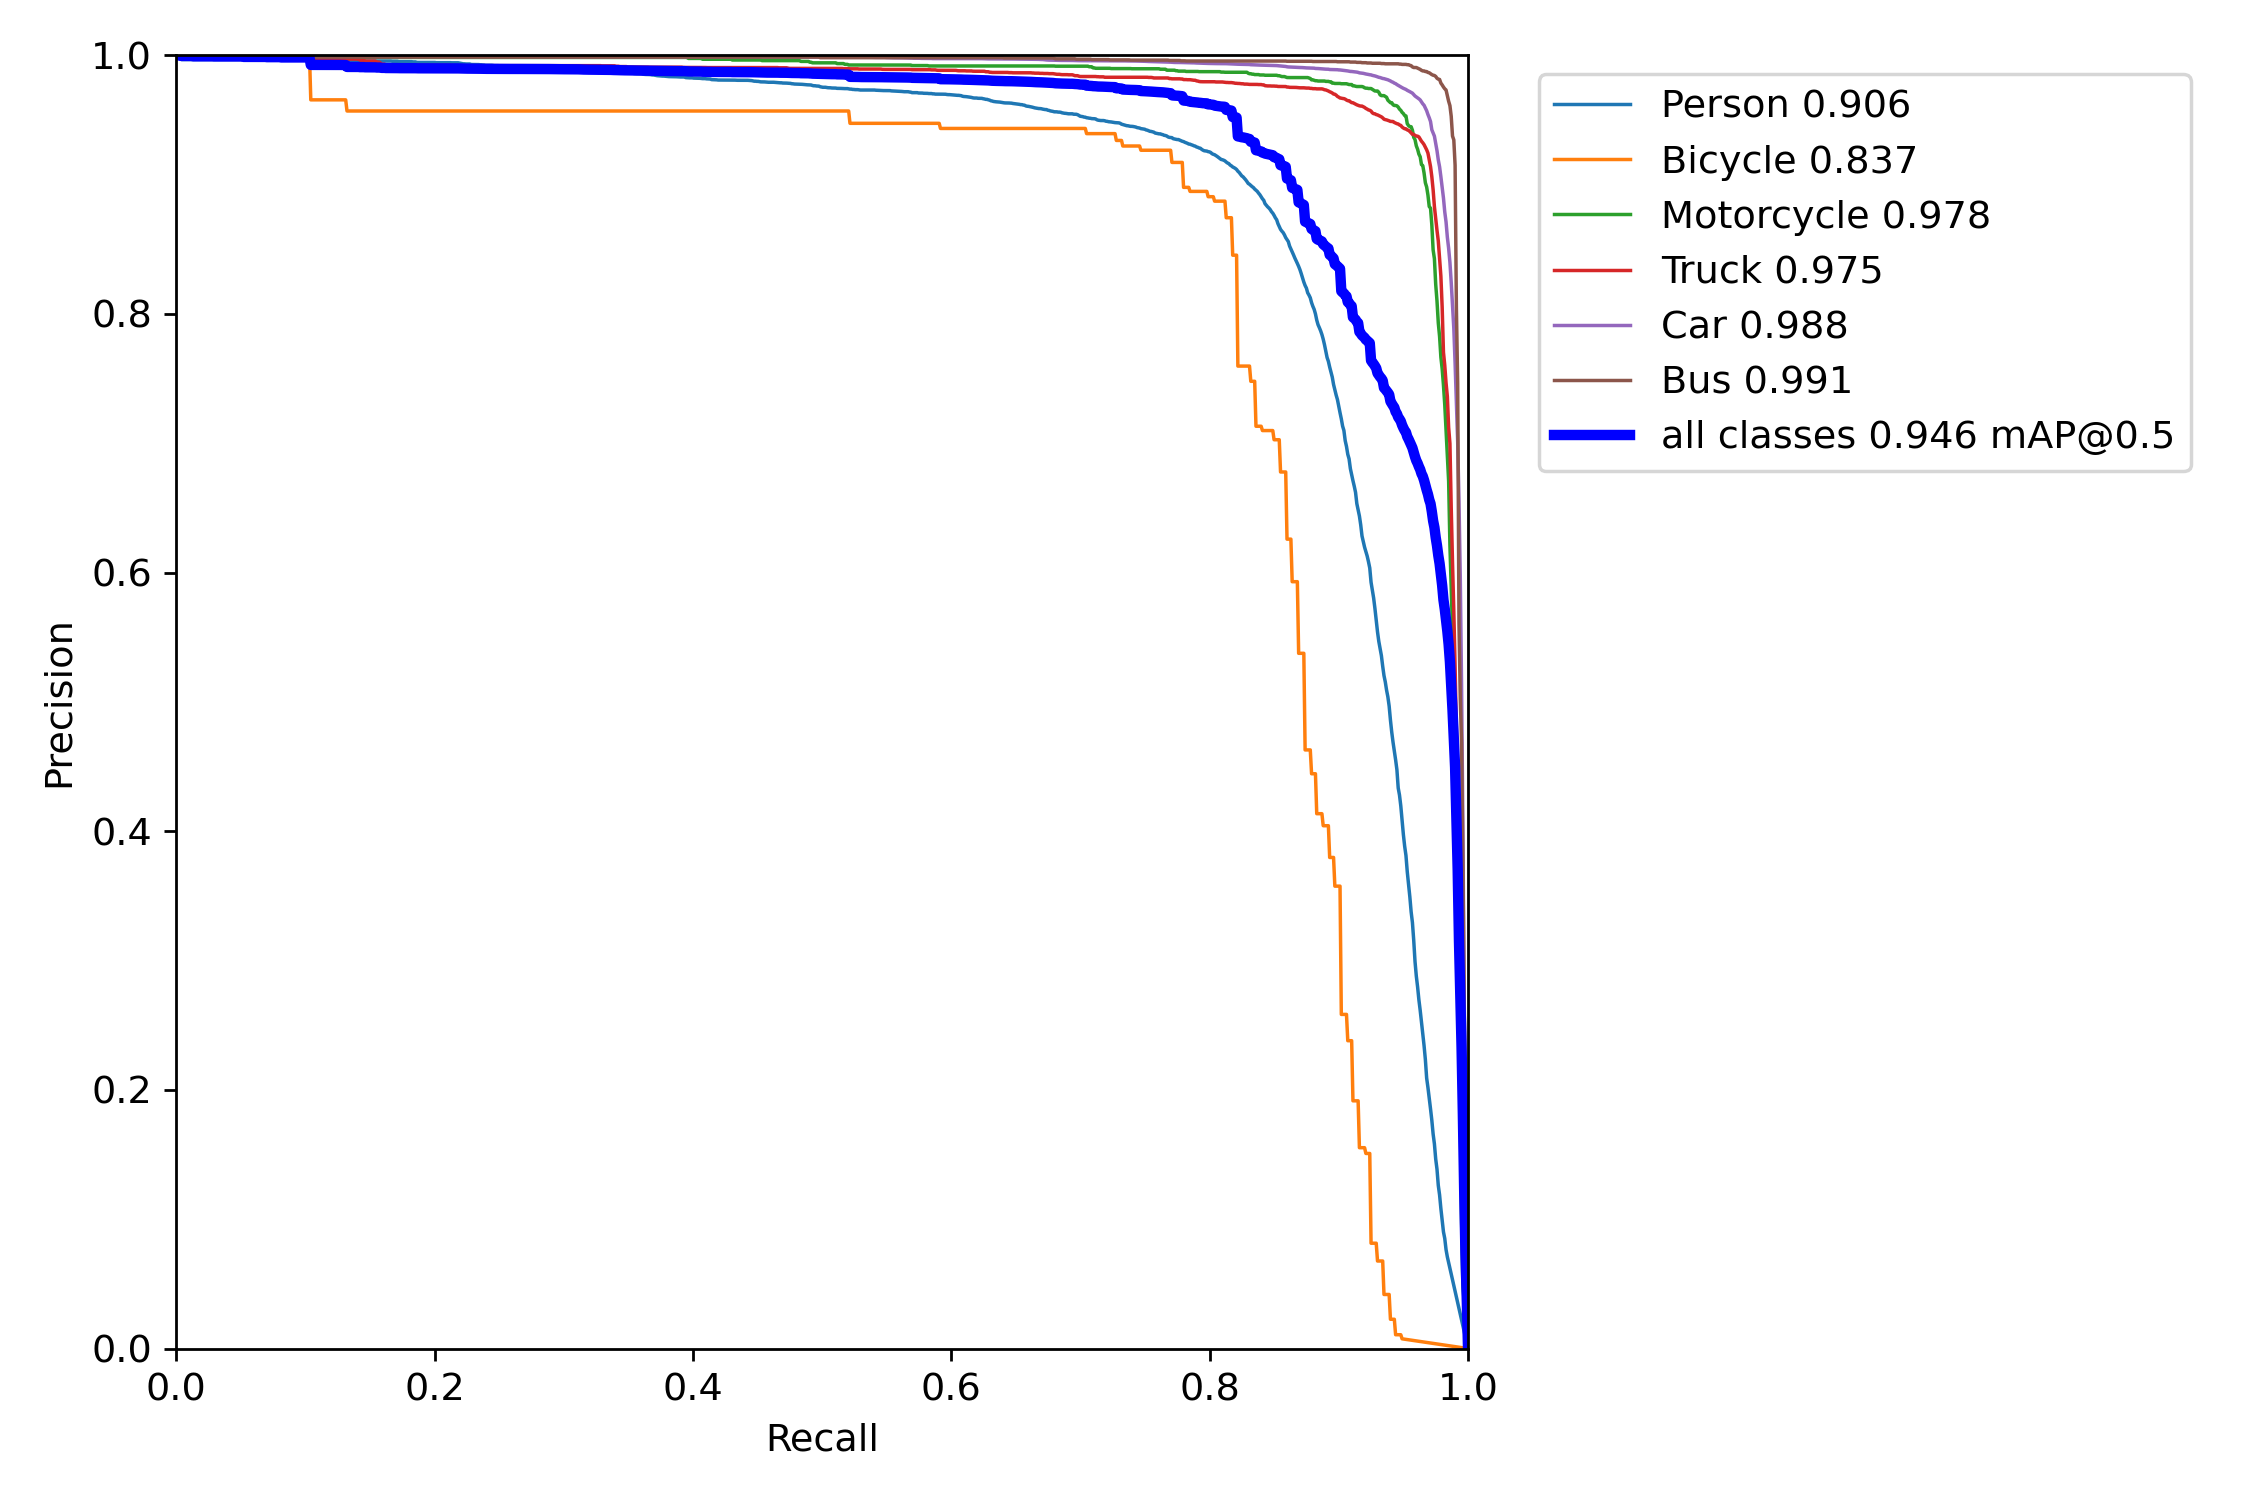 1.0
0.8
0.6
0.4
0.2
0.0
Precision
0.0 0.2 0.4 0.6 0.8 1.0
Recall
Person 0.906
Bicycle 0.837
Motorcycle 0.978
Truck 0.975
Car 0.988
Bus 0.991
all classes 0.946 mAP@0.5